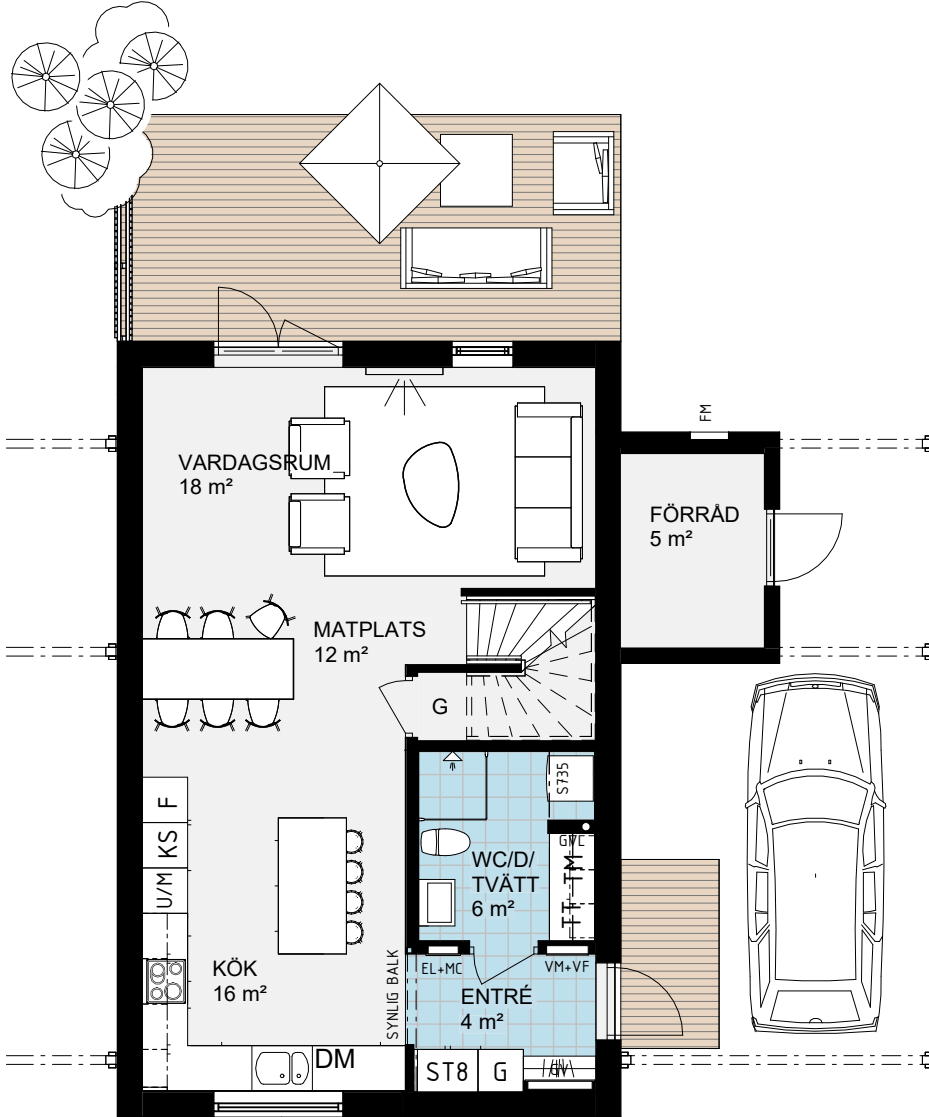 FM
VARDAGSRUM
18 m²
FÖRRÅD
5 m²
MATPLATS
12 m²
G
S735
F
KS
U/M
GVC
WC/D/
TVÄTT
6 m²
TM
TT
KÖK
16 m²
SYNLIG BALK
EL+MC
VM+VF
ENTRÉ
4 m²
DM
ST8
G